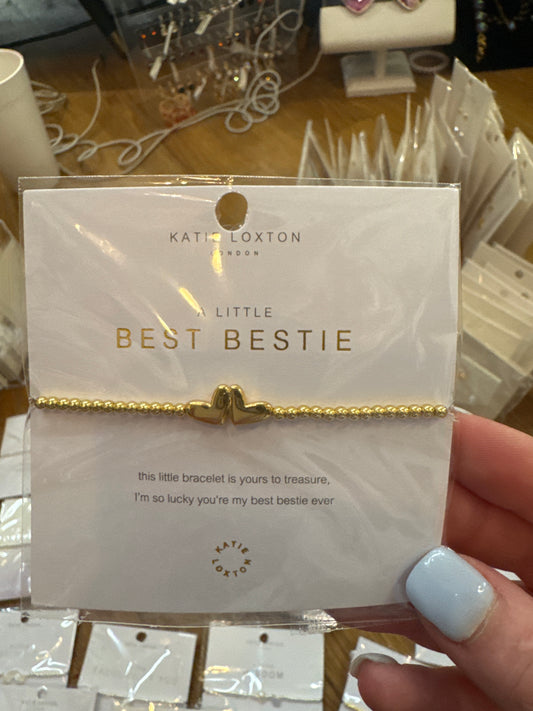 KATIE LOXTON
LONDON
A LITTLE
BEST BESTIE
this little bracelet is yours to treasure,
I'm so lucky you're my best bestie ever
KATIE
LOXTON